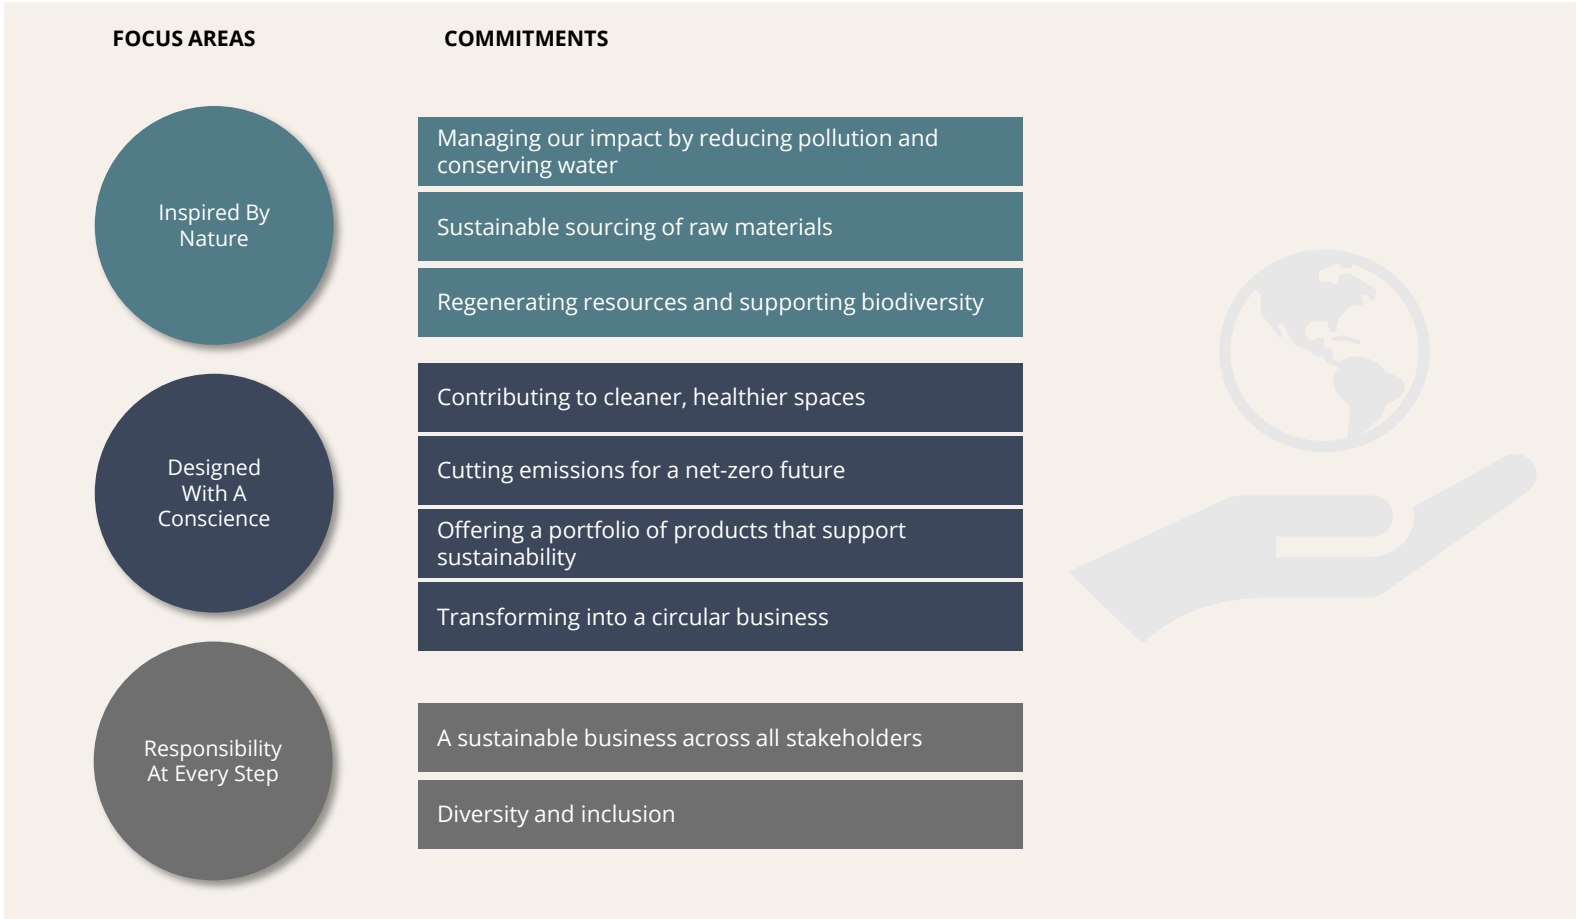 FOCUS AREAS
COMMITMENTS
Inspired By
Nature
Managing our impact by reducing pollution and
conserving water
Sustainable sourcing of raw materials
Regenerating resources and supporting biodiversity
Designed
With A
Conscience
Contributing to cleaner, healthier spaces
Cutting emissions for a net-zero future
Offering a portfolio of products that support
sustainability
Transforming into a circular business
Responsibility
At Every Step
A sustainable business across all stakeholders
Diversity and inclusion